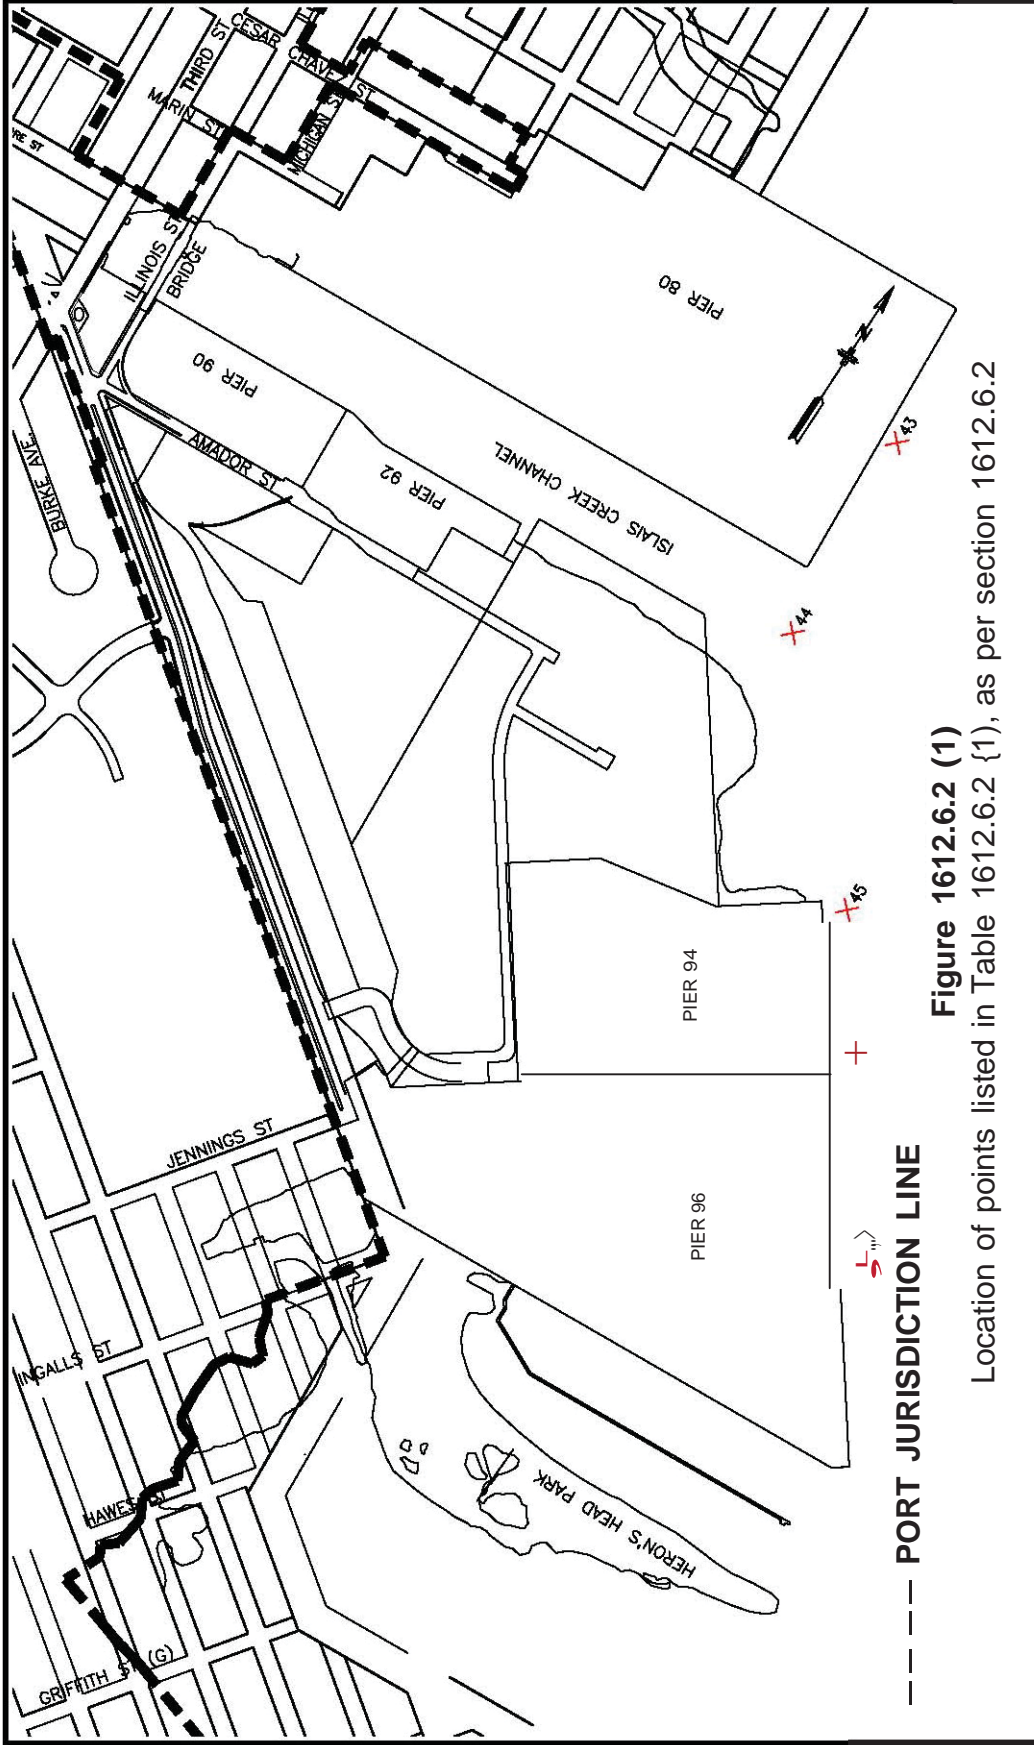 CESAR CHAVEZ ST
THIRD ST
MARIN ST
MICHIGAN ST
ILLINOIS ST
BRIDGE
PIER 80
N
PIER 90
AMADOR ST
PIER 92
ISLAIS CREEK CHANNEL
BURKE AVE.
43
44
45
PIER 94
PIER 96
JENNINGS ST
INGALLS ST
HAWES ST
GRIFFITH ST (G)
HERON'S HEAD PARK
PORT JURISDICTION LINE
Figure 1612.6.2 (1)
Location of points listed in Table 1612.6.2 {1), as per section 1612.6.2